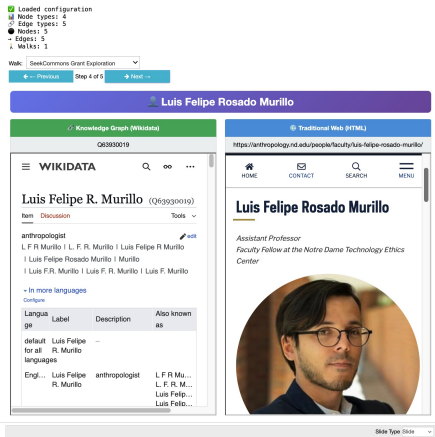 ✅ Loaded configuration
📊 Node types: 4
🔗 Edge types: 5
⚫ Nodes: 5
→ Edges: 5
🚶 Walks: 1
Walk: SeekCommons Grant Exploration
← ← Previous Step 4 of 5 → Next →
Luis Felipe Rosado Murillo
Knowledge Graph (Wikidata)
Q63930019
WIKIDATA
Luis Felipe R. Murillo (Q63930019)
Item Discussion Tools
anthropologist edit
L F R Murillo | L. F. R. Murillo | Luis Felipe R Murillo
| Luis Felipe Rosado Murillo | Murillo
| Luis F.R. Murillo | Luis F. R. Murillo | Luis F. Murillo
In more languages
Configure
Language Label Description Also known as
default for all languages Luis Felipe R. Murillo –
Engl... Luis Felipe R. Murillo anthropologist L F R Mu...
L. F. R. M...
Luis Felip...
Luis Felip...
Traditional Web (HTML)
https://anthropology.nd.edu/people/faculty/luis-felipe-rosado-murillo/
HOME CONTACT SEARCH MENU
Luis Felipe Rosado Murillo
Assistant Professor
Faculty Fellow at the Notre Dame Technology Ethics
Center
Slide Type Slide